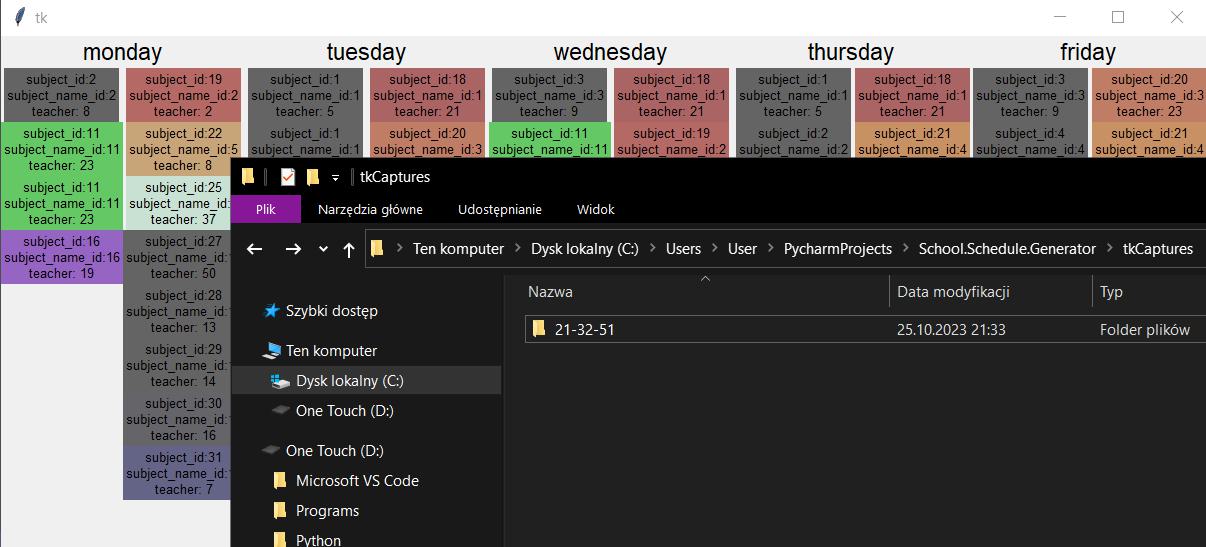 tk
monday tuesday wednesday thursday friday
subject_id:2
subject_name_id:2
teacher: 8
subject_id:19
subject_name_id:2
teacher: 2
subject_id:1
subject_name_id:1
teacher: 5
subject_id:18
subject_name_id:1
teacher: 21
subject_id:3
subject_name_id:3
teacher: 9
subject_id:18
subject_name_id:1
teacher: 21
subject_id:1
subject_name_id:1
teacher: 5
subject_id:18
subject_name_id:1
teacher: 21
subject_id:3
subject_name_id:3
teacher: 9
subject_id:20
subject_name_id:3
teacher: 23
subject_id:11
subject_name_id:11
teacher: 23
subject_id:22
subject_name_id:5
teacher: 8
subject_id:1
subject_name_id:1
subject_id:20
subject_name_id:3
subject_id:11
subject_name_id:11
subject_id:19
subject_name_id:2
subject_id:2
subject_name_id:2
subject_id:21
subject_name_id:4
subject_id:4
subject_name_id:4
subject_id:21
subject_name_id:4
subject_id:11
subject_name_id:11
teacher: 23
subject_id:25
subject_name_id:
teacher: 37
subject_id:16
subject_name_id:16
teacher: 19
subject_id:27
subject_name_id:
teacher: 50
subject_id:28
subject_name_id:
teacher: 13
subject_id:29
subject_name_id:
teacher: 14
subject_id:30
subject_name_id:
teacher: 16
subject_id:31
subject_name_id:
teacher: 7
tkCaptures
Plik Narzędzia główne Udostępnianie Widok
Ten komputer Dysk lokalny (C:) Users User PycharmProjects School.Schedule.Generator tkCaptures
Nazwa Data modyfikacji Typ
21-32-51 25.10.2023 21:33 Folder plików
Szybki dostęp
Ten komputer
Dysk lokalny (C:)
One Touch (D:)
One Touch (D:)
Microsoft VS Code
Programs
Python